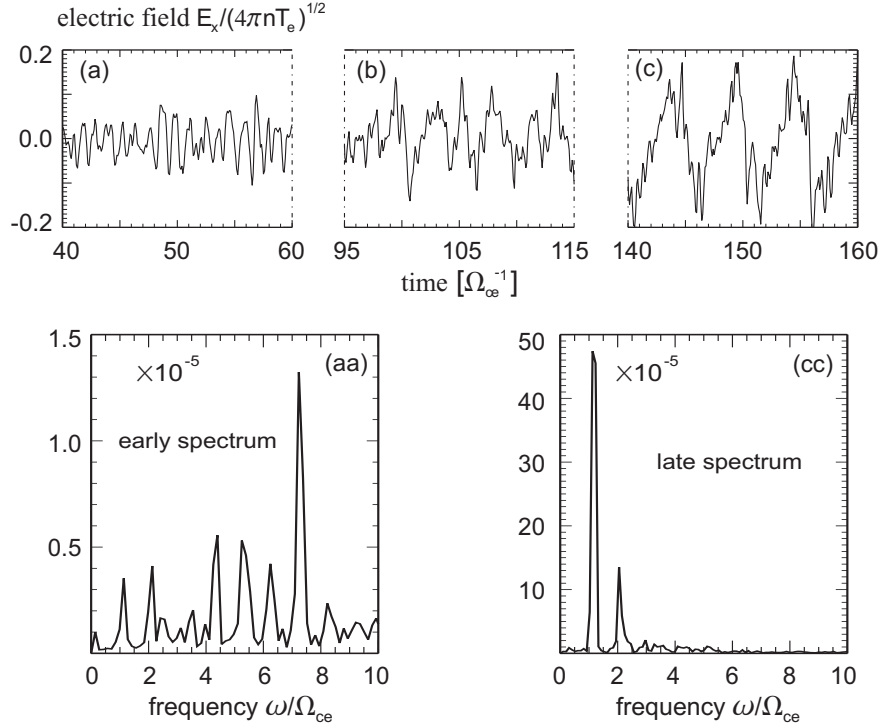 electric field Eₓ/(4πnTₑ)^1/2
0.2
0.0
-0.2
(a)
(b)
(c)
40 50 60
95 105 115
140 150 160
time [Ω_ce^-1]
1.5
1.0
0.5
×10^-5
(aa)
early spectrum
0 2 4 6 8 10
frequency ω/Ω_ce
50
40
30
20
10
×10^-5
(cc)
late spectrum
0 2 4 6 8 10
frequency ω/Ω_ce